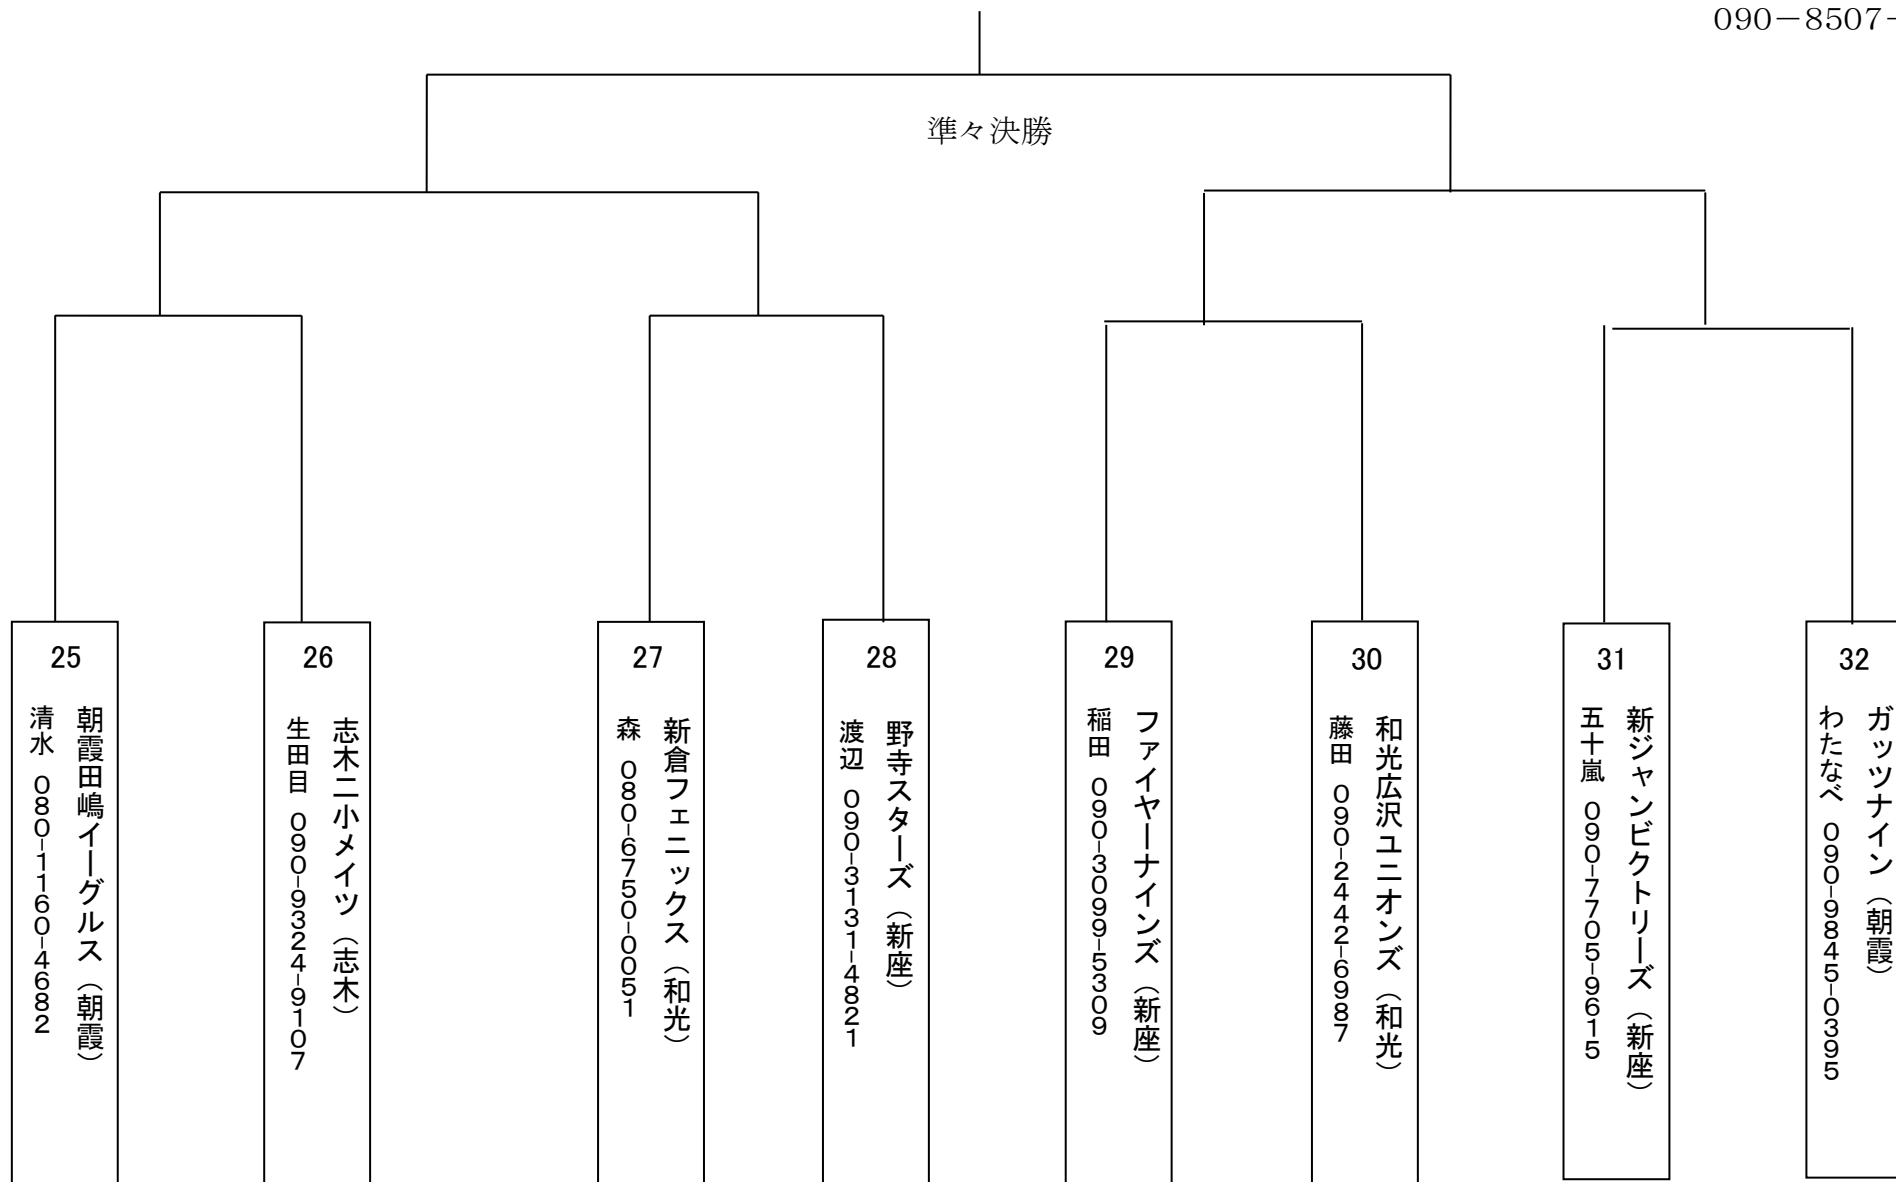 090－8507－
準々決勝
25
朝霞田嶋イーグルス（朝霞）
清水 080-1160-4682
26
志木二小メイツ（志木）
生田目 090-9324-9107
27
新倉フェニックス（和光）
森 080-6750-0051
28
野寺スターズ（新座）
渡辺 090-3131-4821
29
ファイヤーナインズ（新座）
稲田 090-3099-5309
30
和光広沢ユニオンズ（和光）
藤田 090-2442-6987
31
新ジャンビクトリーズ（新座）
五十嵐 090-7705-9615
32
ガッツナイン（朝霞）
わたなべ 090-9845-0395